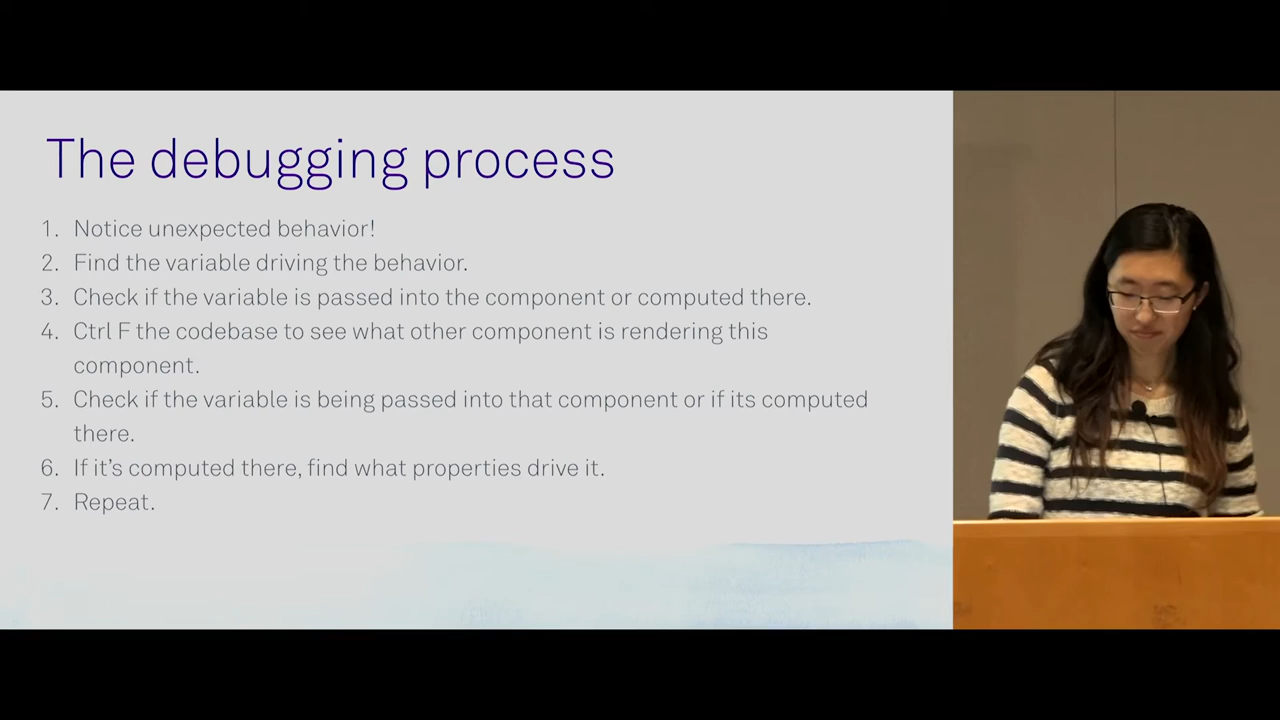 The debugging process
1. Notice unexpected behavior!
2. Find the variable driving the behavior.
3. Check if the variable is passed into the component or computed there.
4. Ctrl F the codebase to see what other component is rendering this
component.
5. Check if the variable is being passed into that component or if its computed
there.
6. If it’s computed there, find what properties drive it.
7. Repeat.